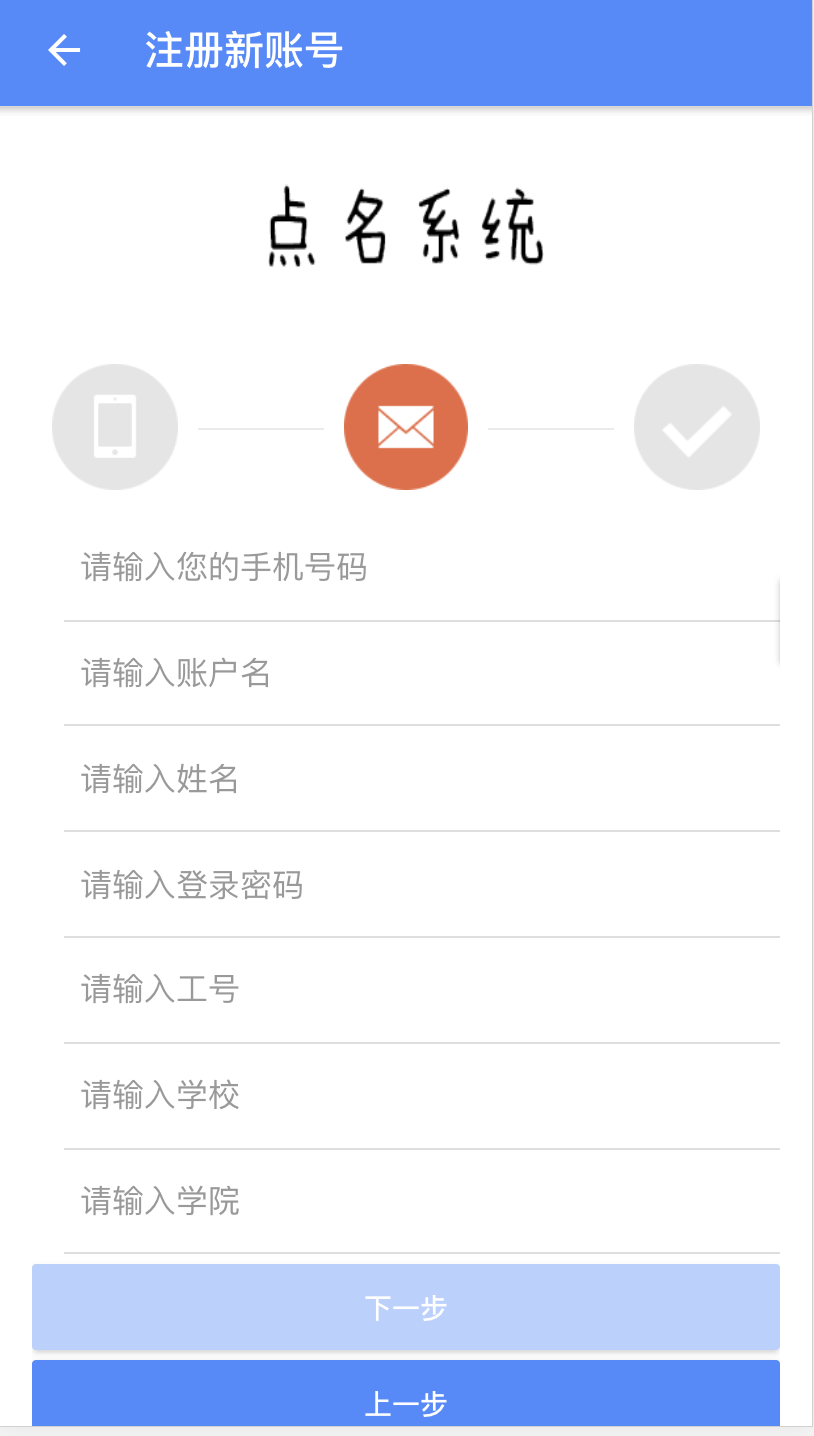 注册新账号
点名系统
请输入您的手机号码
请输入账户名
请输入姓名
请输入登录密码
请输入工号
请输入学校
请输入学院
下一步
上一步